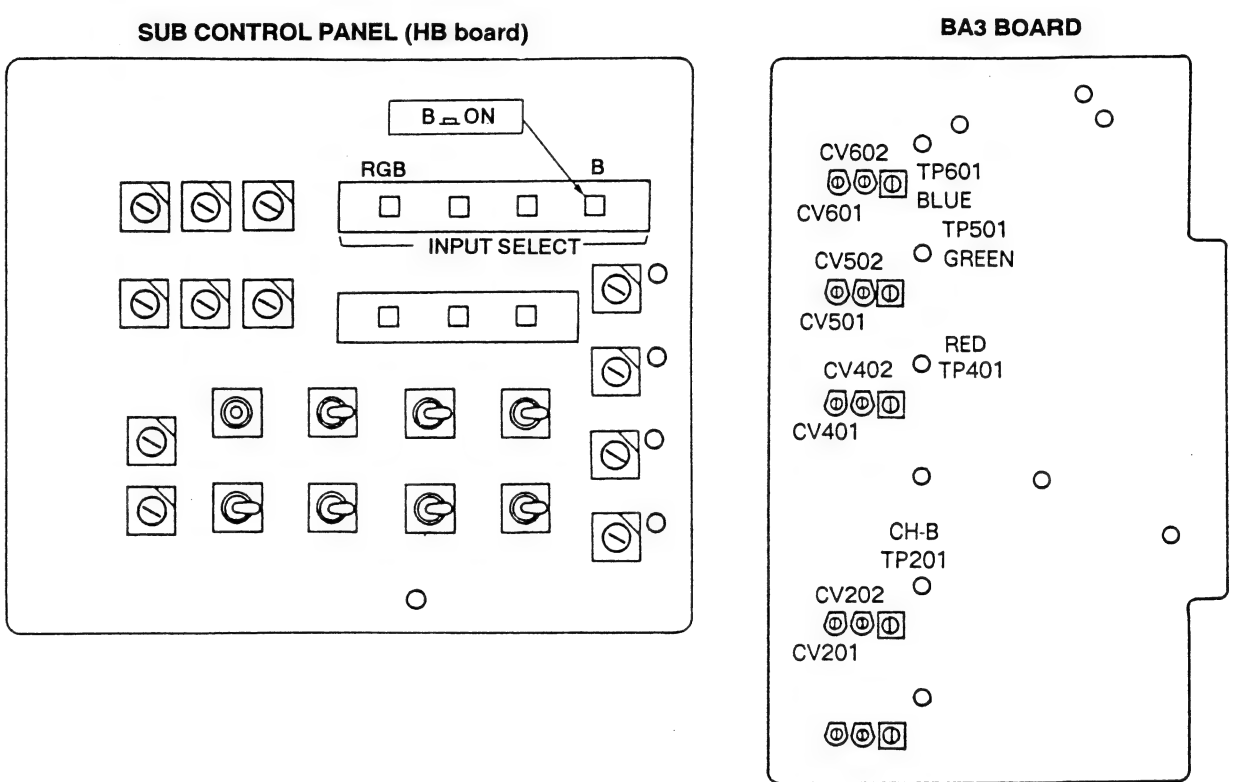 SUB CONTROL PANEL (HB board)
B ON
RGB
B
INPUT SELECT
BA3 BOARD
CV602
TP601
BLUE
CV601
TP501
GREEN
CV502
CV501
RED
TP401
CV402
CV401
CH-B
TP201
CV202
CV201